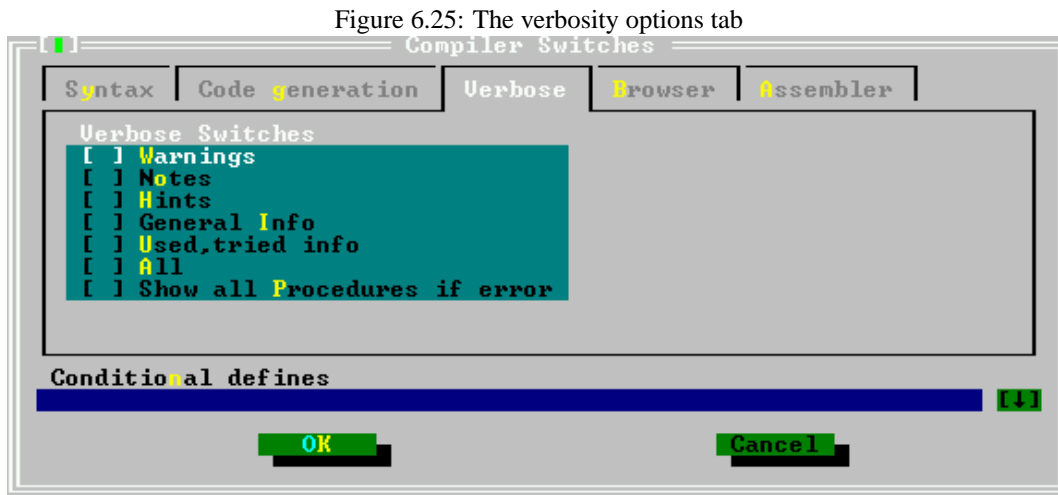 Figure 6.25: The verbosity options tab
[▮] Compiler Switches
Syntax Code generation Verbose Browser Assembler
Verbose Switches
[ ] Warnings
[ ] Notes
[ ] Hints
[ ] General Info
[ ] Used,tried info
[ ] All
[ ] Show all Procedures if error
Conditional defines
[↓]
OK Cancel